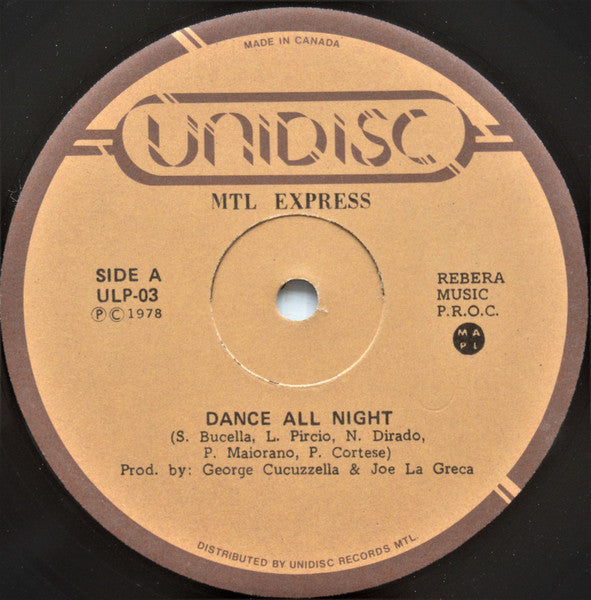 MADE IN CANADA
UNIDISC
MTL EXPRESS
SIDE A
ULP-03
Ⓟ© 1978
REBERA
MUSIC
P.R.O.C.
MA
PL
DANCE ALL NIGHT
(S. Bucella, L. Pircio, N. Dirado,
P. Maiorano, P. Cortese)
Prod. by: George Cucuzzella & Joe La Greca
DISTRIBUTED BY UNIDISC RECORDS MTL.